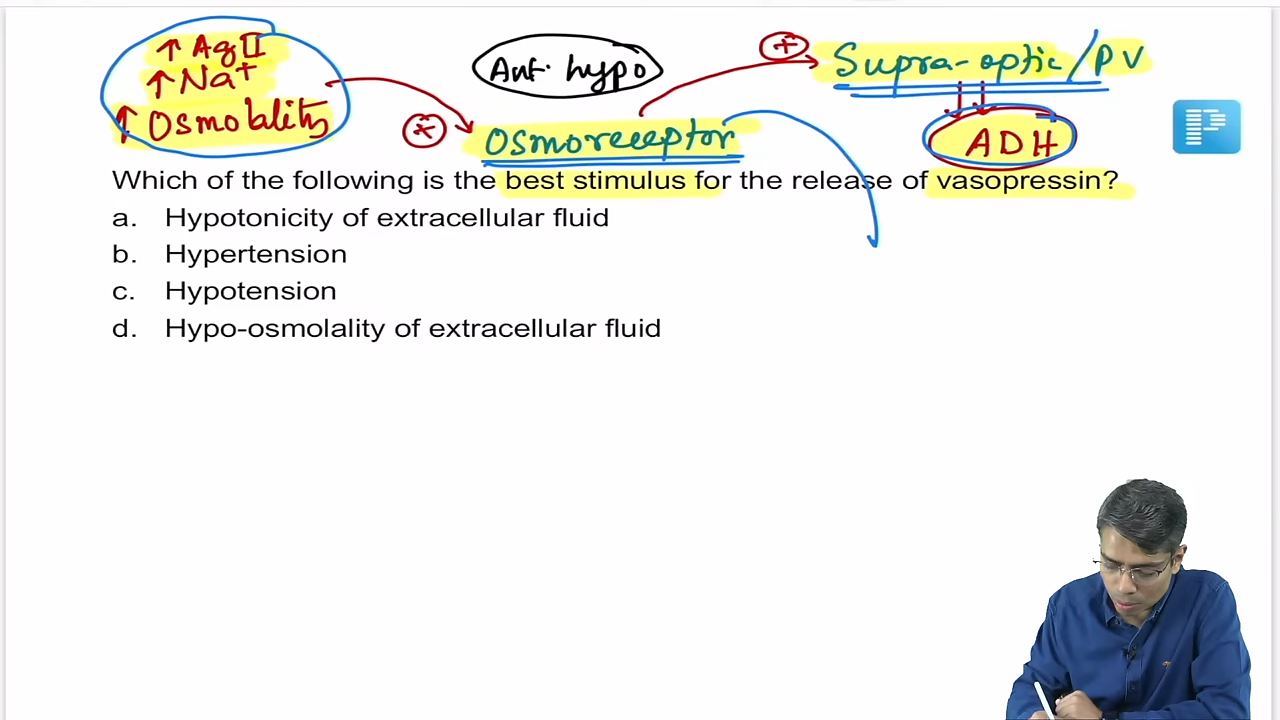 ↑ Ag II
↑ Na⁺
↑ Osmolality
Ant. hypo
+
Supra-optic/PV
+
Osmoreceptor
ADH
Which of the following is the best stimulus for the release of vasopressin?
a. Hypotonicity of extracellular fluid
b. Hypertension
c. Hypotension
d. Hypo-osmolality of extracellular fluid